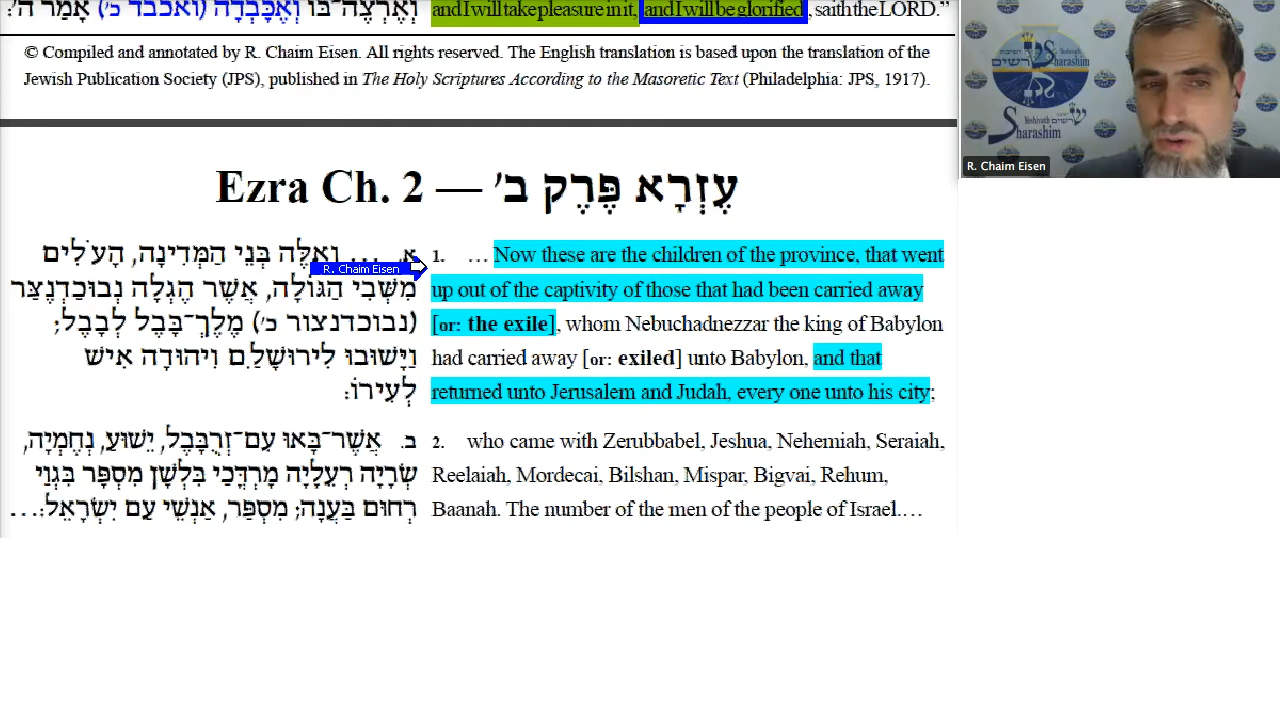 וְאֶרְצֶה־בּוֹ וְאֶכָּבְדָה (ואכבד כ׳) אָמַר ה׳:
and I will take pleasure in it, and I will be glorified, saith the LORD.”
© Compiled and annotated by R. Chaim Eisen. All rights reserved. The English translation is based upon the translation of the
Jewish Publication Society (JPS), published in The Holy Scriptures According to the Masoretic Text (Philadelphia: JPS, 1917).
Ezra Ch. 2 — עֶזְרָא פֶּרֶק ב׳
א. … וְאֵלֶּה בְּנֵי הַמְּדִינָה, הָעֹלִים
מִשְּׁבִי הַגּוֹלָה, אֲשֶׁר הֶגְלָה נְבוּכַדְנֶצַּר
(נבוכדנצור כ׳) מֶלֶךְ־בָּבֶל לְבָבֶל;
וַיָּשׁוּבוּ לִירוּשָׁלַ͏ִם וִיהוּדָה אִישׁ
לְעִירוֹ:
1. … Now these are the children of the province, that went
up out of the captivity of those that had been carried away
[or: the exile], whom Nebuchadnezzar the king of Babylon
had carried away [or: exiled] unto Babylon, and that
returned unto Jerusalem and Judah, every one unto his city;
ב. אֲשֶׁר־בָּאוּ עִם־זְרֻבָּבֶל, יֵשׁוּעַ, נְחֶמְיָה,
שְׂרָיָה רְעֵלָיָה מָרְדֳּכַי בִּלְשָׁן מִסְפָּר בִּגְוַי
רְחוּם בַּעֲנָה; מִסְפַּר, אַנְשֵׁי עַם יִשְׂרָאֵל:…
2. who came with Zerubbabel, Jeshua, Nehemiah, Seraiah,
Reelaiah, Mordecai, Bilshan, Mispar, Bigvai, Rehum,
Baanah. The number of the men of the people of Israel.…
R. Chaim Eisen
ישיבת
שרשים
Yeshivath
Sharashim
Yeshivath
Sharashim
R. Chaim Eisen